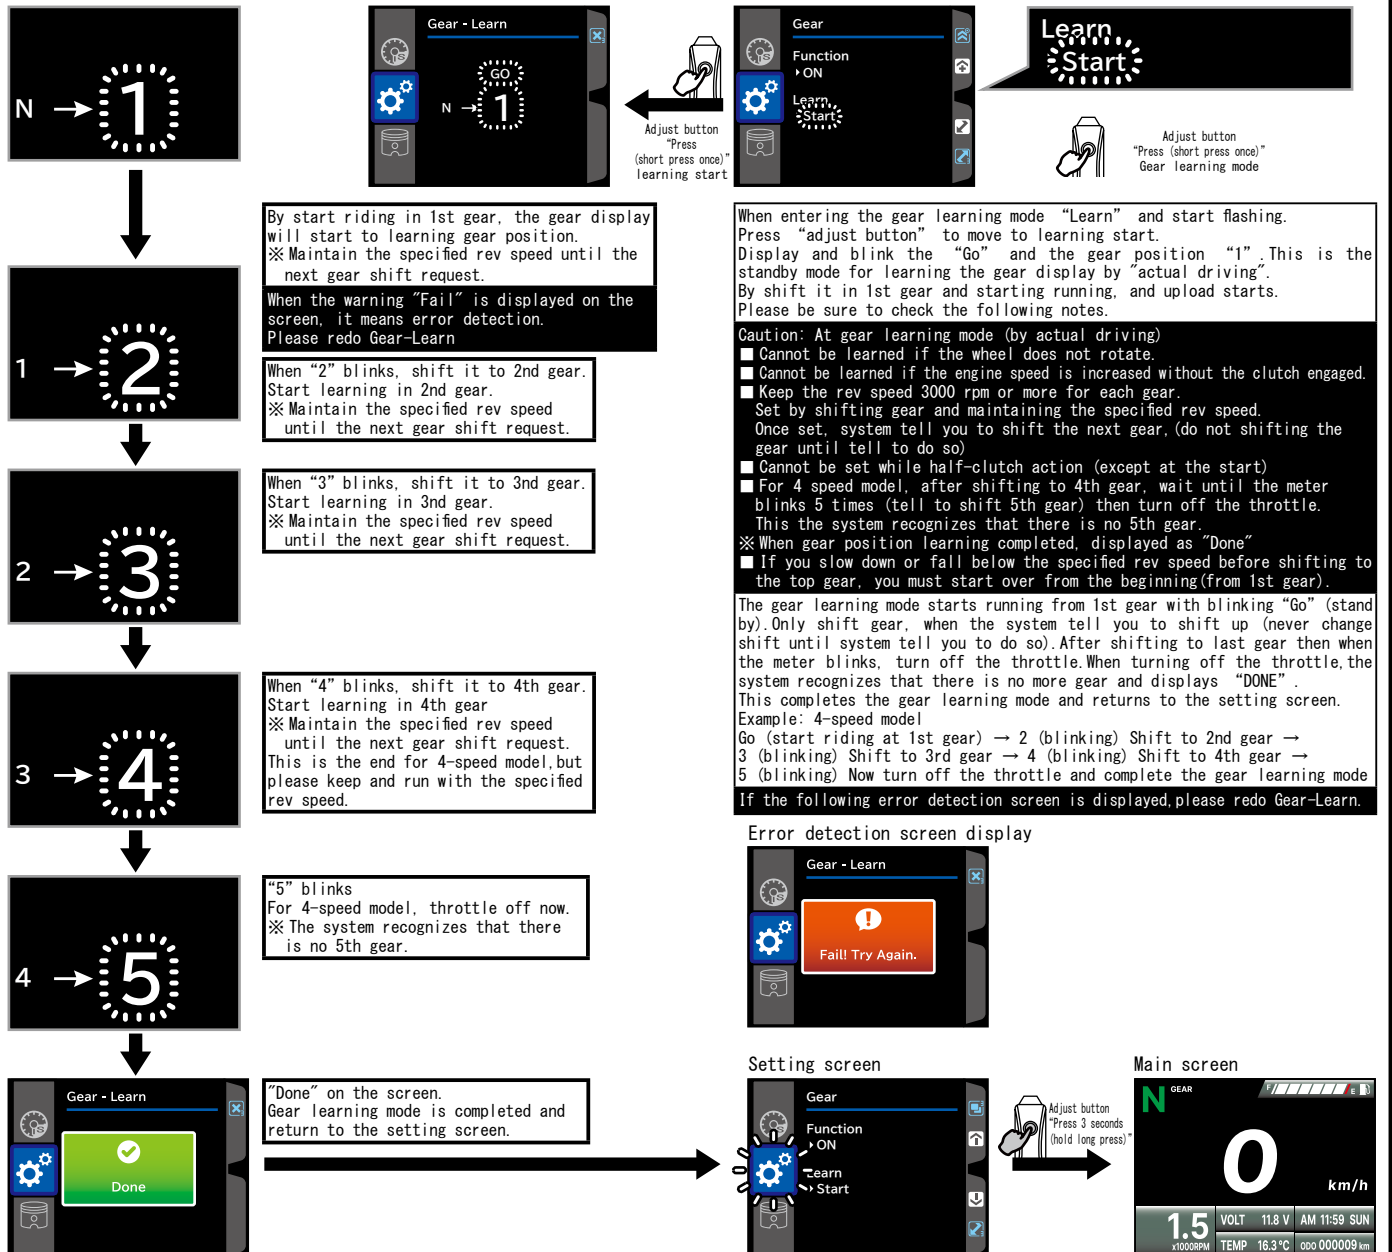 Learn
Start
Adjust button
“Press (short press once)”
Gear learning mode
Gear
Function
ON
Learn
Start
Adjust button
“Press
(short press once)”
learning start
Gear - Learn
GO
N → 1
N → 1
When entering the gear learning mode “Learn” and start flashing.
Press “adjust button” to move to learning start.
Display and blink the “Go” and the gear position “1”.This is the
standby mode for learning the gear display by "actual driving".
By shift it in 1st gear and starting running, and upload starts.
Please be sure to check the following notes.
Caution: At gear learning mode (by actual driving)
■ Cannot be learned if the wheel does not rotate.
■ Cannot be learned if the engine speed is increased without the clutch engaged.
■ Keep the rev speed 3000 rpm or more for each gear.
Set by shifting gear and maintaining the specified rev speed.
Once set, system tell you to shift the next gear,(do not shifting the
gear until tell to do so)
■ Cannot be set while half-clutch action (except at the start)
■ For 4 speed model, after shifting to 4th gear, wait until the meter
blinks 5 times (tell to shift 5th gear) then turn off the throttle.
This the system recognizes that there is no 5th gear.
※ When gear position learning completed, displayed as "Done"
■ If you slow down or fall below the specified rev speed before shifting to
the top gear, you must start over from the beginning(from 1st gear).
The gear learning mode starts running from 1st gear with blinking “Go” (stand
by).Only shift gear, when the system tell you to shift up (never change
shift until system tell you to do so).After shifting to last gear then when
the meter blinks, turn off the throttle.When turning off the throttle,the
system recognizes that there is no more gear and displays “DONE”.
This completes the gear learning mode and returns to the setting screen.
Example: 4-speed model
Go (start riding at 1st gear) → 2 (blinking) Shift to 2nd gear →
3 (blinking) Shift to 3rd gear → 4 (blinking) Shift to 4th gear →
5 (blinking) Now turn off the throttle and complete the gear learning mode
If the following error detection screen is displayed,please redo Gear-Learn.
By start riding in 1st gear, the gear display
will start to learning gear position.
※ Maintain the specified rev speed until the
next gear shift request.
When the warning "Fail" is displayed on the
screen, it means error detection.
Please redo Gear-Learn
1 → 2
When “2” blinks, shift it to 2nd gear.
Start learning in 2nd gear.
※ Maintain the specified rev speed
until the next gear shift request.
2 → 3
When “3” blinks, shift it to 3nd gear.
Start learning in 3nd gear.
※ Maintain the specified rev speed
until the next gear shift request.
3 → 4
When “4” blinks, shift it to 4th gear.
Start learning in 4th gear
※ Maintain the specified rev speed
until the next gear shift request.
This is the end for 4-speed model,but
please keep and run with the specified
rev speed.
4 → 5
“5” blinks
For 4-speed model, throttle off now.
※ The system recognizes that there
is no 5th gear.
Error detection screen display
Gear - Learn
Fail! Try Again.
Gear - Learn
Done
"Done" on the screen.
Gear learning mode is completed and
return to the setting screen.
Setting screen
Gear
Function
ON
Learn
Start
Adjust button
“Press 3 seconds
(hold long press)”
Main screen
N GEAR
F E
0
km/h
1.5
x1000RPM
VOLT 11.8 V AM 11:59 SUN
TEMP 16.3°C ODO 000009 km